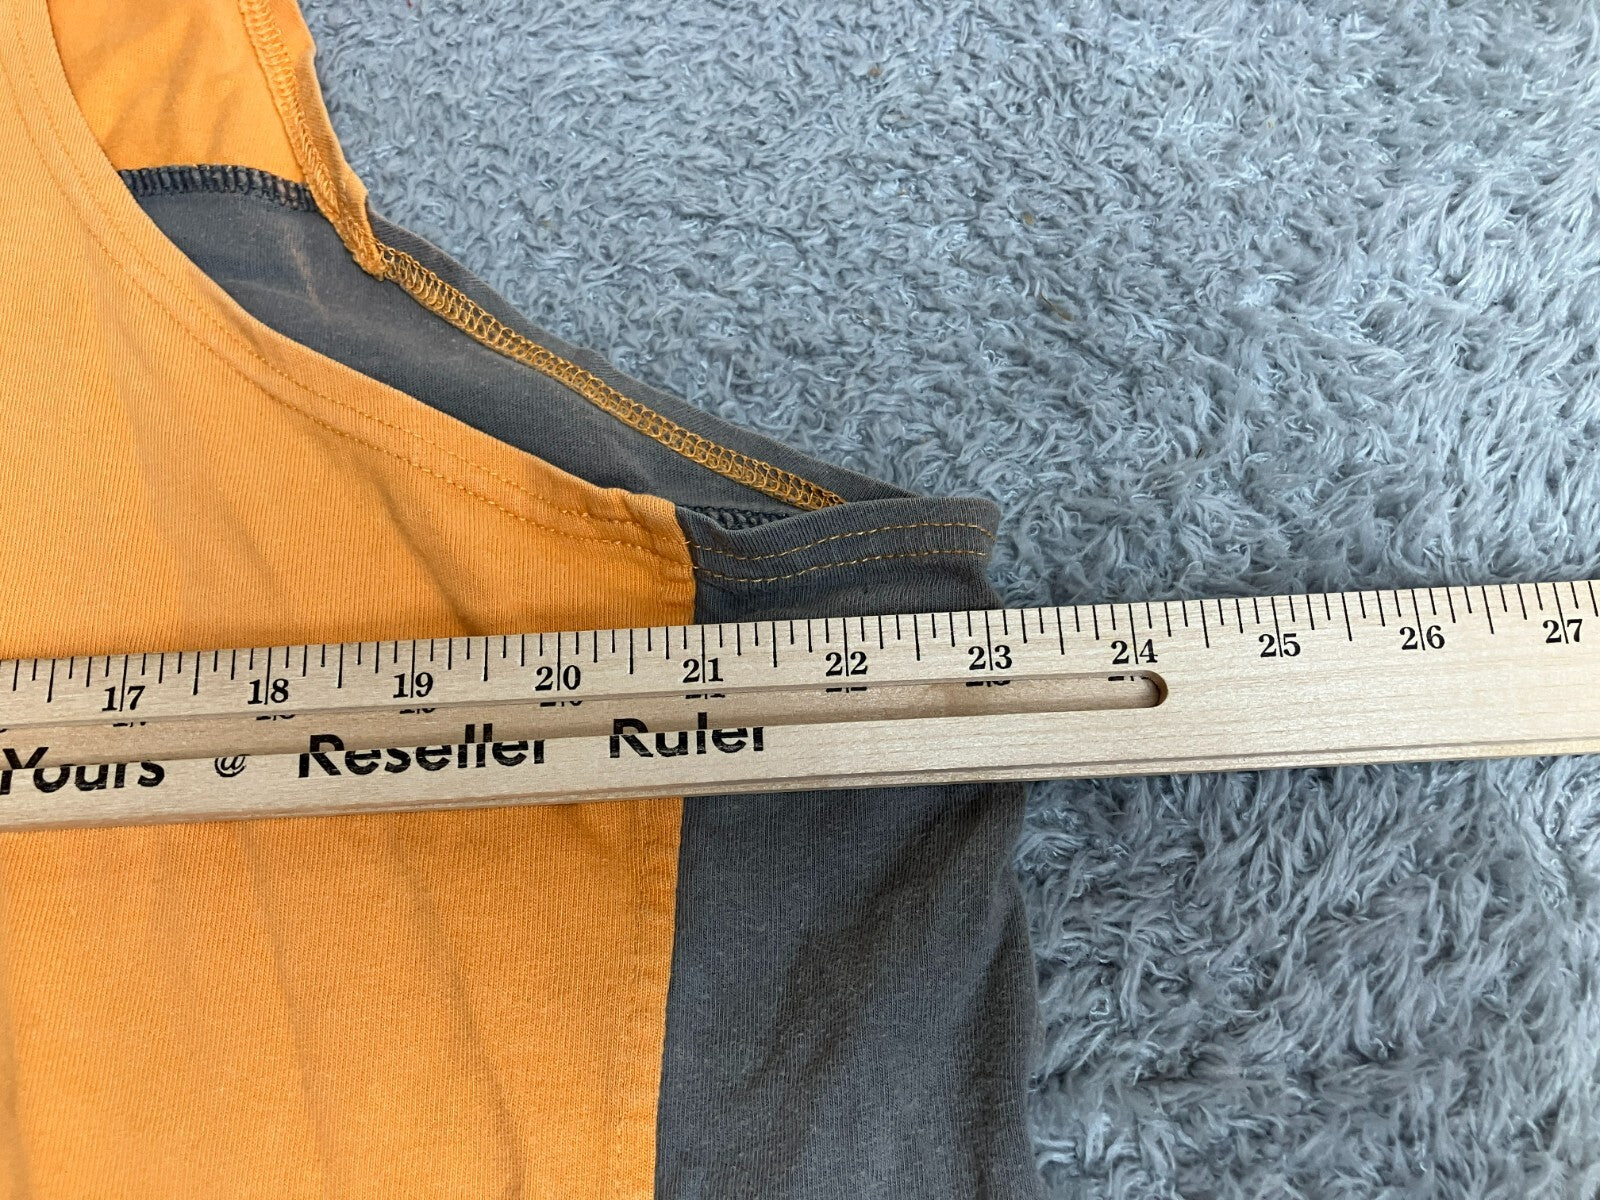 17 18 19 20 21 22 23 24 25 26 27
Yours @ Reseller Ruler